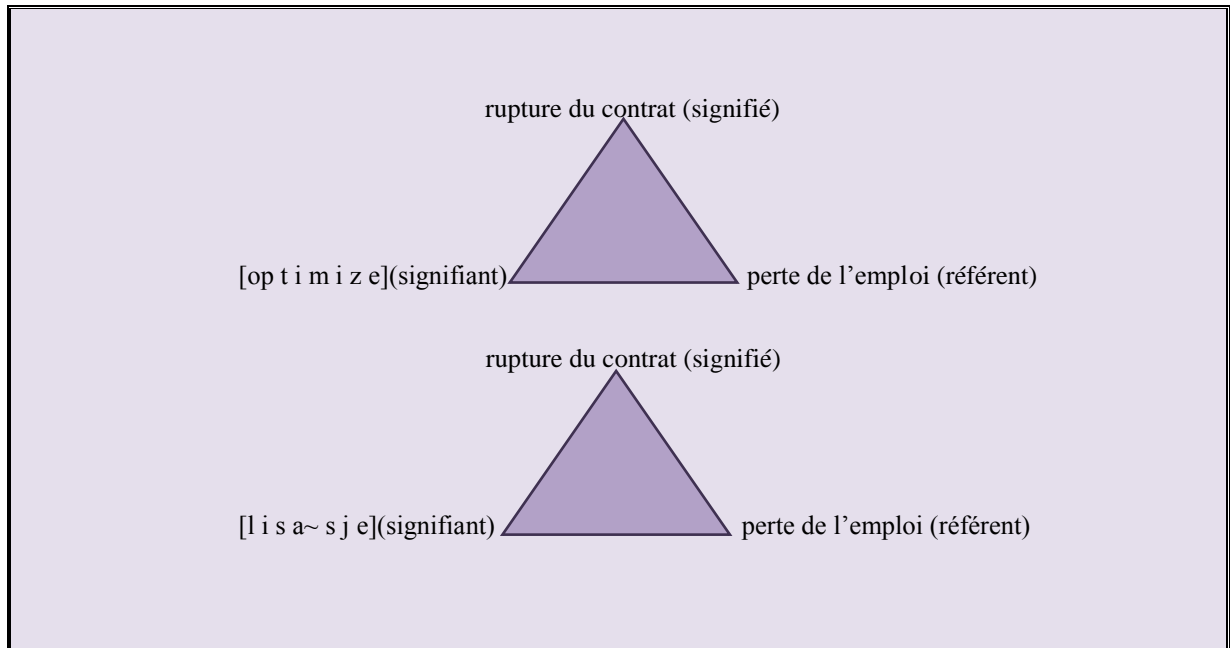 rupture du contrat (signifié)
[op t i m i z e](signifiant) perte de l’emploi (référent)
rupture du contrat (signifié)
[l i s a~ s j e](signifiant) perte de l’emploi (référent)